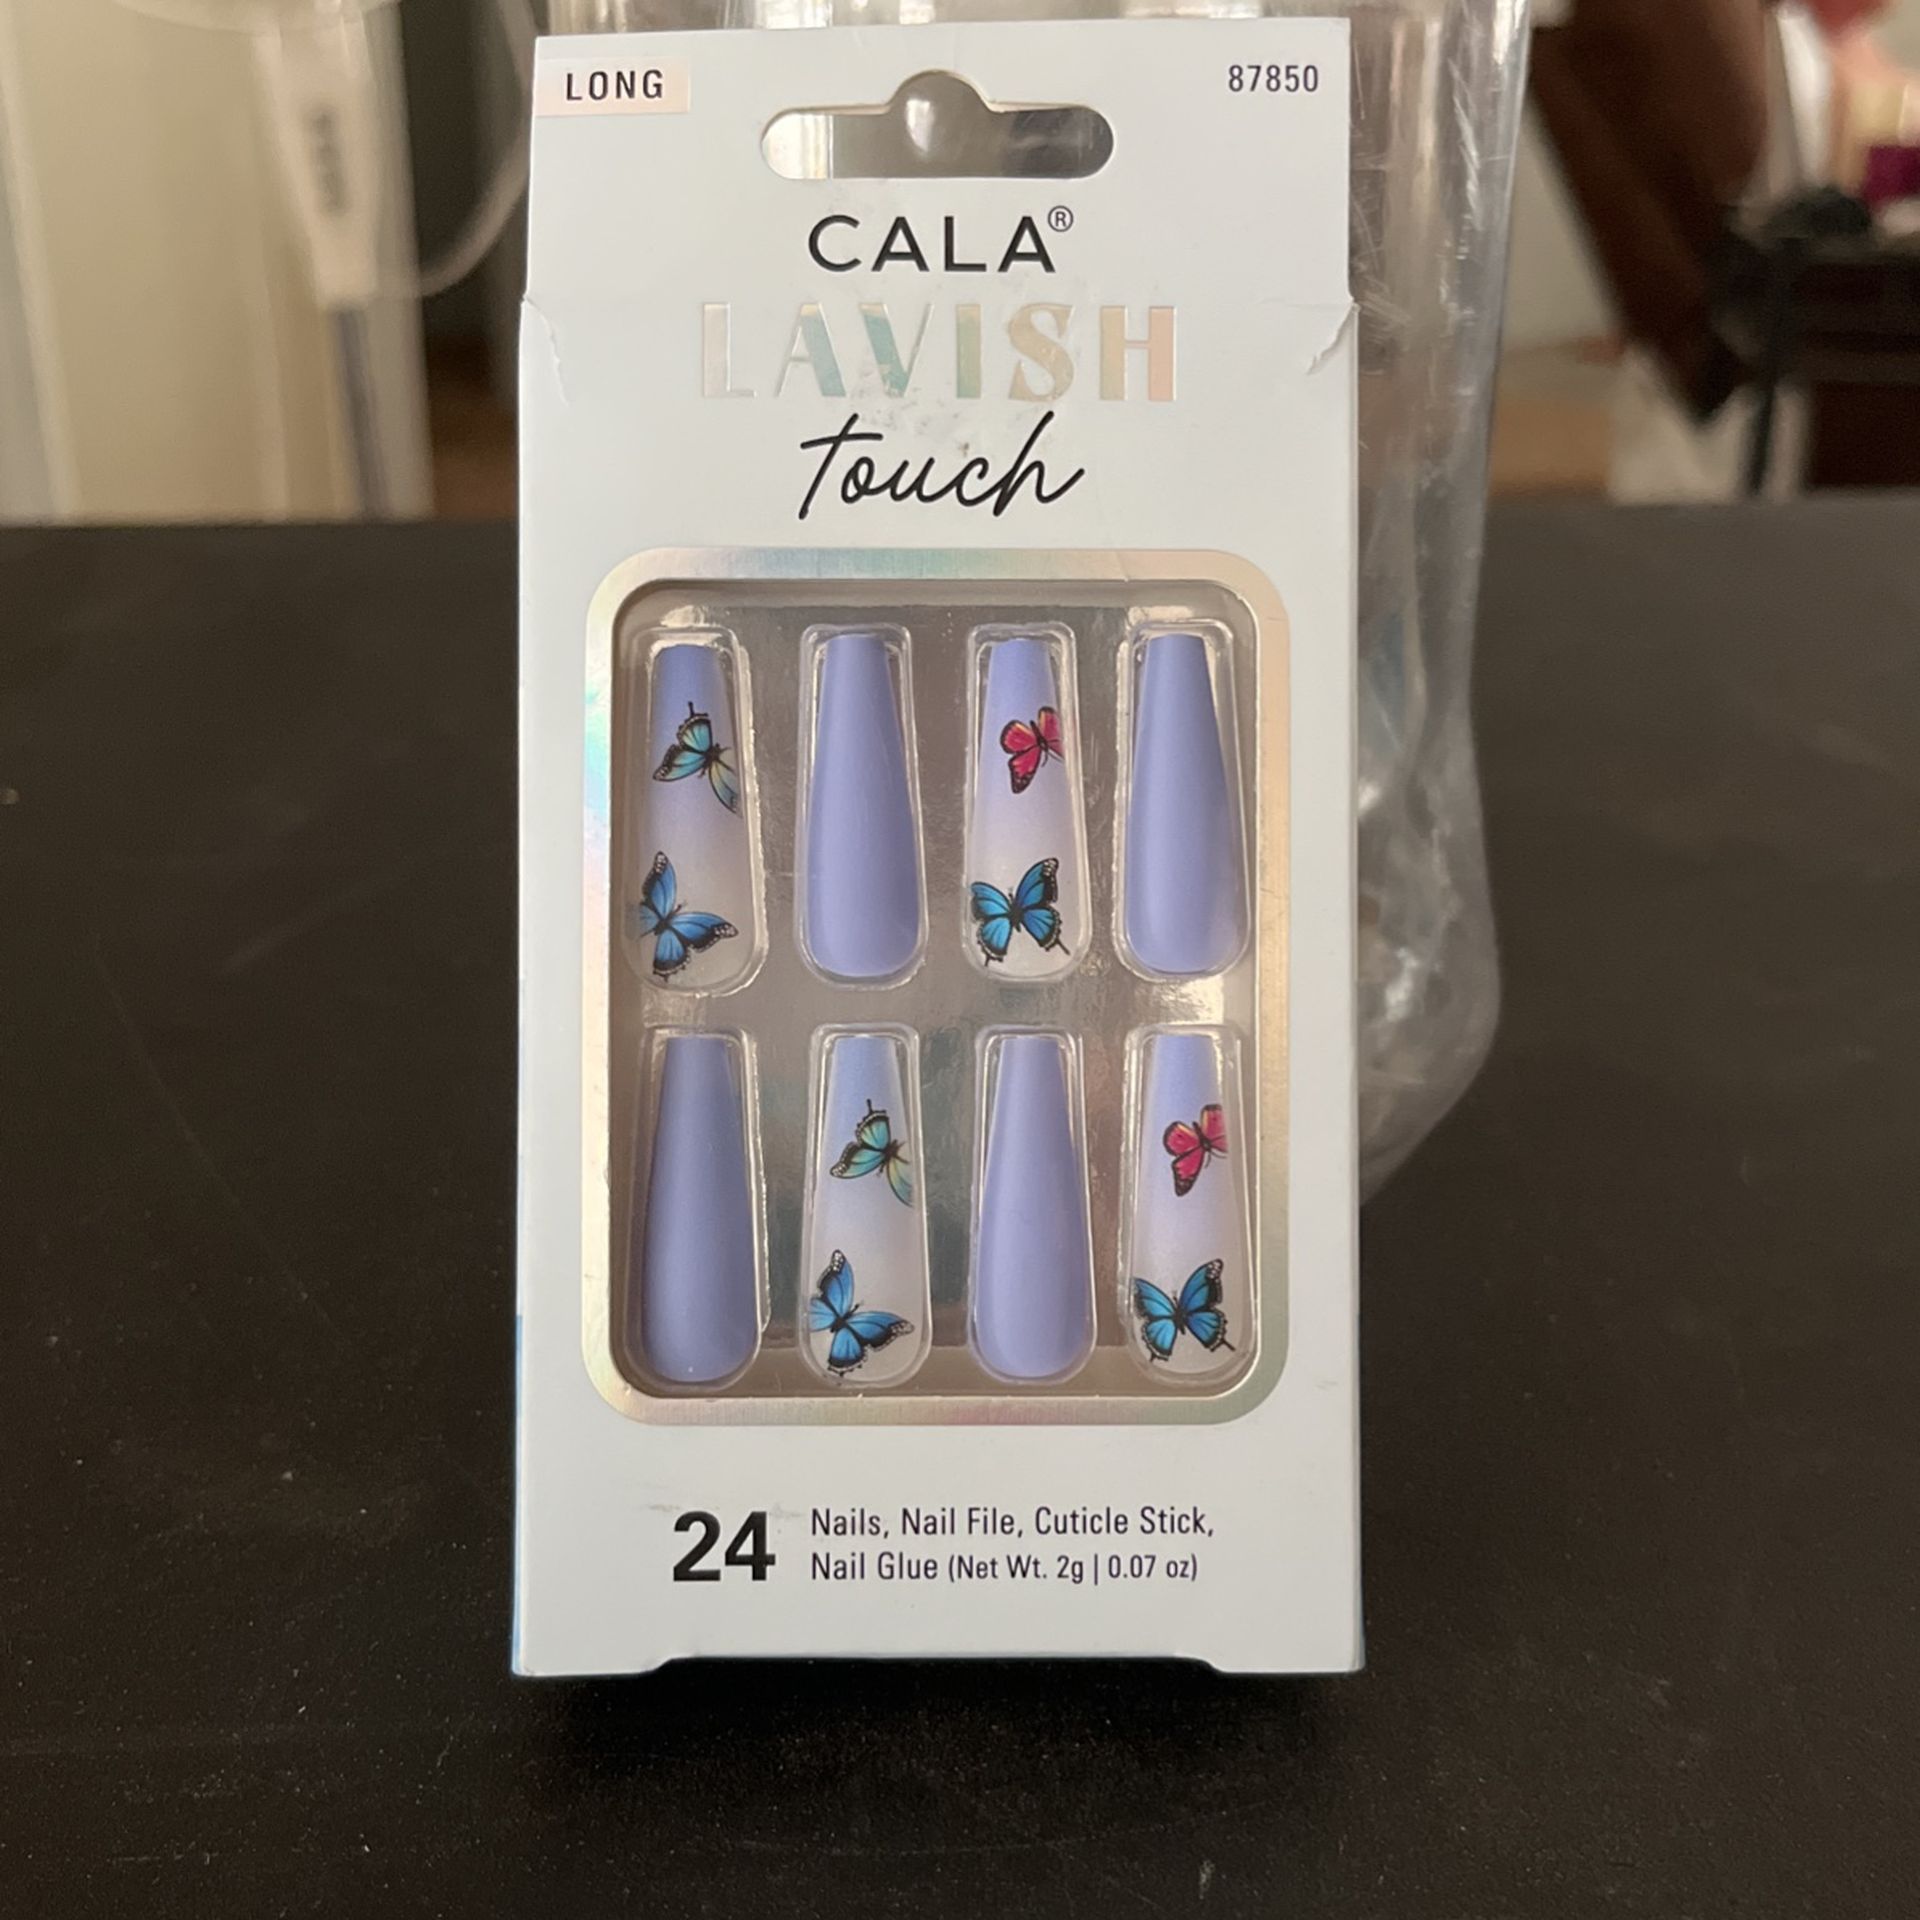 LONG
87850
CALA®
LAVISH
touch
24
Nails, Nail File, Cuticle Stick,
Nail Glue (Net Wt. 2g | 0.07 oz)